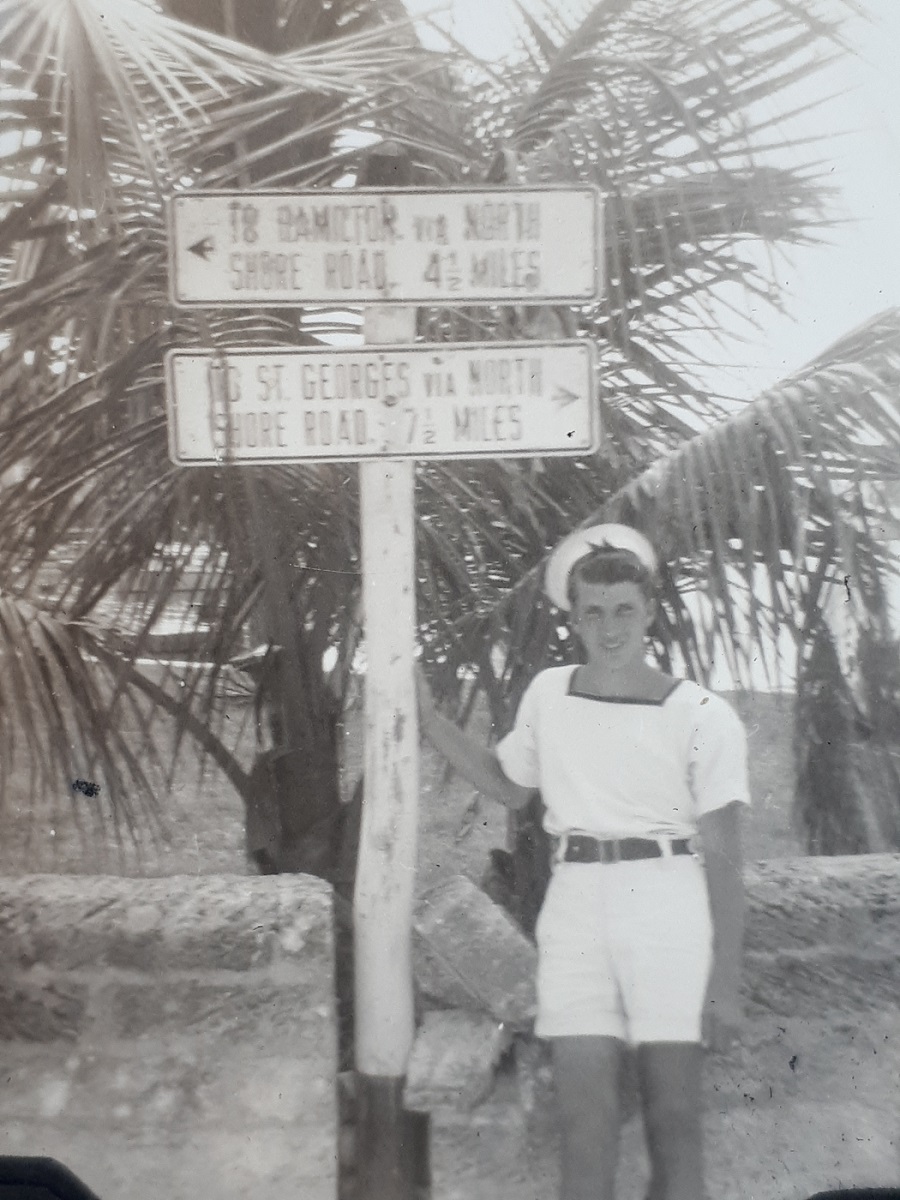 TO HAMILTON VIA NORTH
SHORE ROAD. 4½ MILES
TO ST. GEORGES VIA NORTH
SHORE ROAD. 7½ MILES